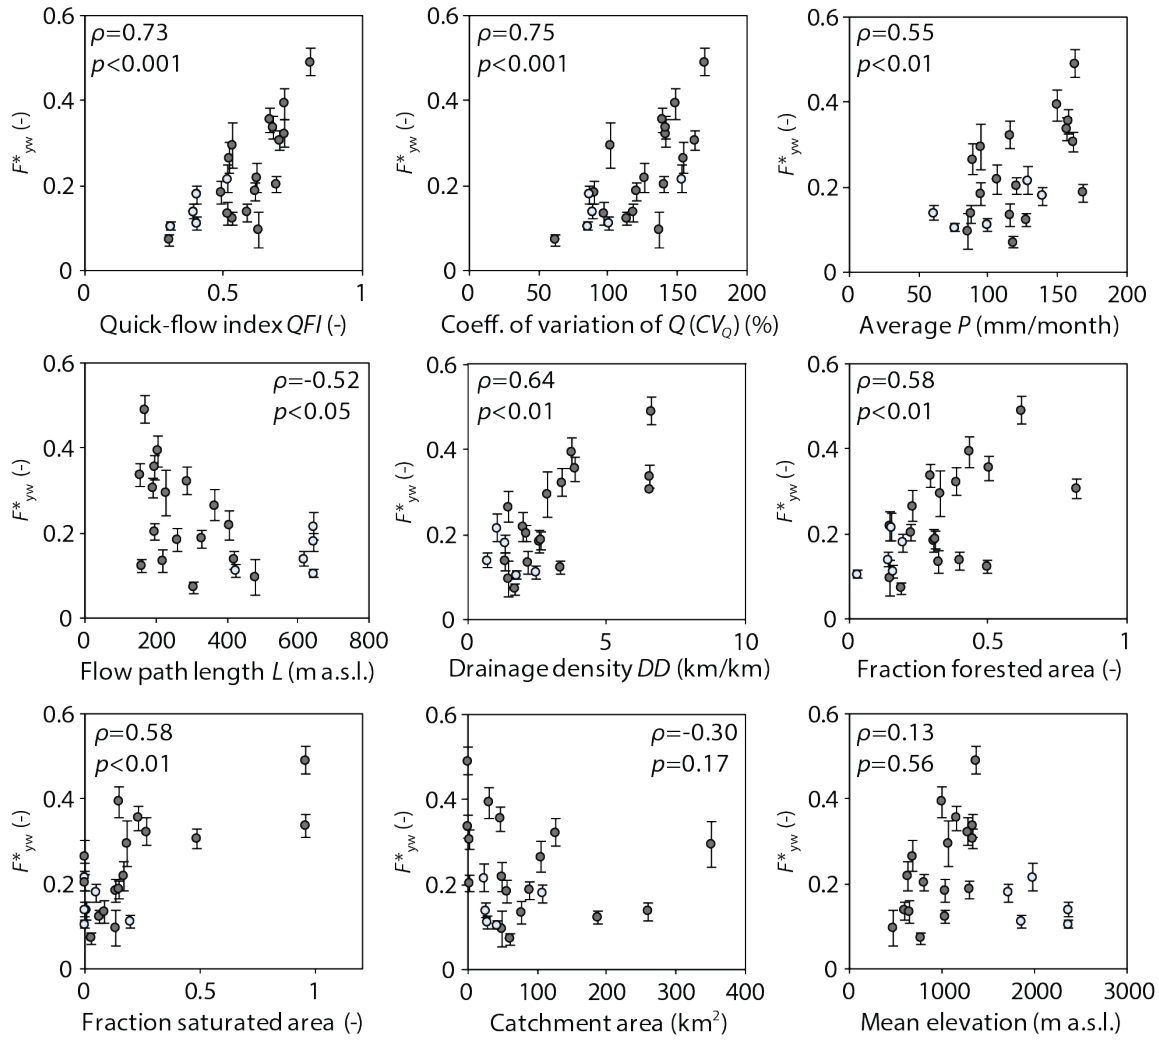 0.6
0.4
0.2
0
F*yw (-)
ρ=0.73
p<0.001
0 0.5 1
Quick-flow index QFI (-)
0.6
0.4
0.2
0
F*yw (-)
ρ=0.75
p<0.001
0 50 100 150 200
Coeff. of variation of Q (CVQ) (%)
0.6
0.4
0.2
0
F*yw (-)
ρ=0.55
p<0.01
0 50 100 150 200
Average P (mm/month)
0.6
0.4
0.2
0
F*yw (-)
ρ=-0.52
p<0.05
0 200 400 600 800
Flow path length L (m a.s.l.)
0.6
0.4
0.2
0
F*yw (-)
ρ=0.64
p<0.01
0 5 10
Drainage density DD (km/km)
0.6
0.4
0.2
0
F*yw (-)
ρ=0.58
p<0.01
0 0.5 1
Fraction forested area (-)
0.6
0.4
0.2
0
F*yw (-)
ρ=0.58
p<0.01
0 0.5 1
Fraction saturated area (-)
0.6
0.4
0.2
0
F*yw (-)
ρ=-0.30
p=0.17
0 100 200 300 400
Catchment area (km²)
0.6
0.4
0.2
0
F*yw (-)
ρ=0.13
p=0.56
0 1000 2000 3000
Mean elevation (m a.s.l.)